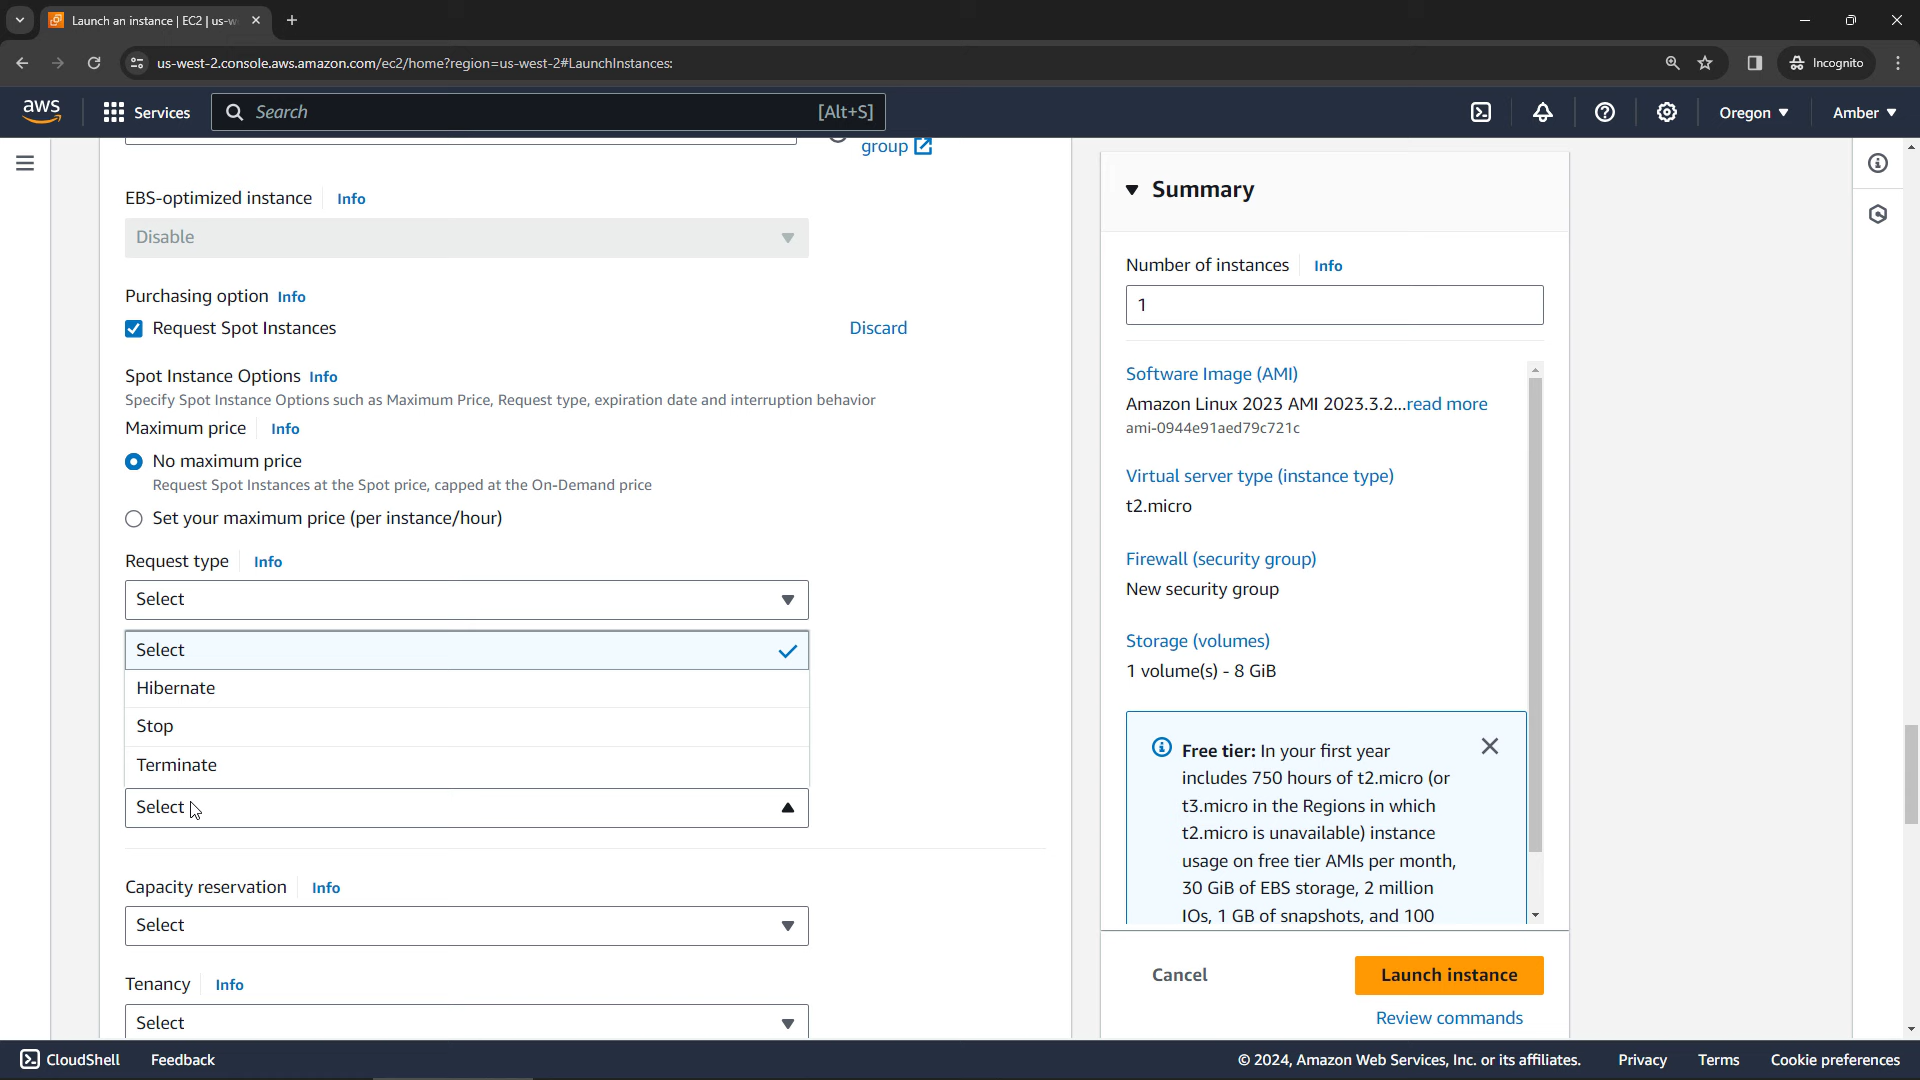 Launch an instance | EC2 | us-w
us-west-2.console.aws.amazon.com/ec2/home?region=us-west-2#LaunchInstances:
Incognito
aws
Services
Search
[Alt+S]
Oregon
Amber
group
EBS-optimized instance
Info
Disable
Purchasing option Info
Request Spot Instances
Discard
Spot Instance Options Info
Specify Spot Instance Options such as Maximum Price, Request type, expiration date and interruption behavior
Maximum price
Info
No maximum price
Request Spot Instances at the Spot price, capped at the On-Demand price
Set your maximum price (per instance/hour)
Request type
Info
Select
Select
Hibernate
Stop
Terminate
Select
Capacity reservation
Info
Select
Tenancy
Info
Select
Summary
Number of instances
Info
1
Software Image (AMI)
Amazon Linux 2023 AMI 2023.3.2...read more
ami-0944e91aed79c721c
Virtual server type (instance type)
t2.micro
Firewall (security group)
New security group
Storage (volumes)
1 volume(s) - 8 GiB
Free tier: In your first year
includes 750 hours of t2.micro (or
t3.micro in the Regions in which
t2.micro is unavailable) instance
usage on free tier AMIs per month,
30 GiB of EBS storage, 2 million
IOs, 1 GB of snapshots, and 100
Cancel
Launch instance
Review commands
CloudShell
Feedback
© 2024, Amazon Web Services, Inc. or its affiliates.
Privacy
Terms
Cookie preferences